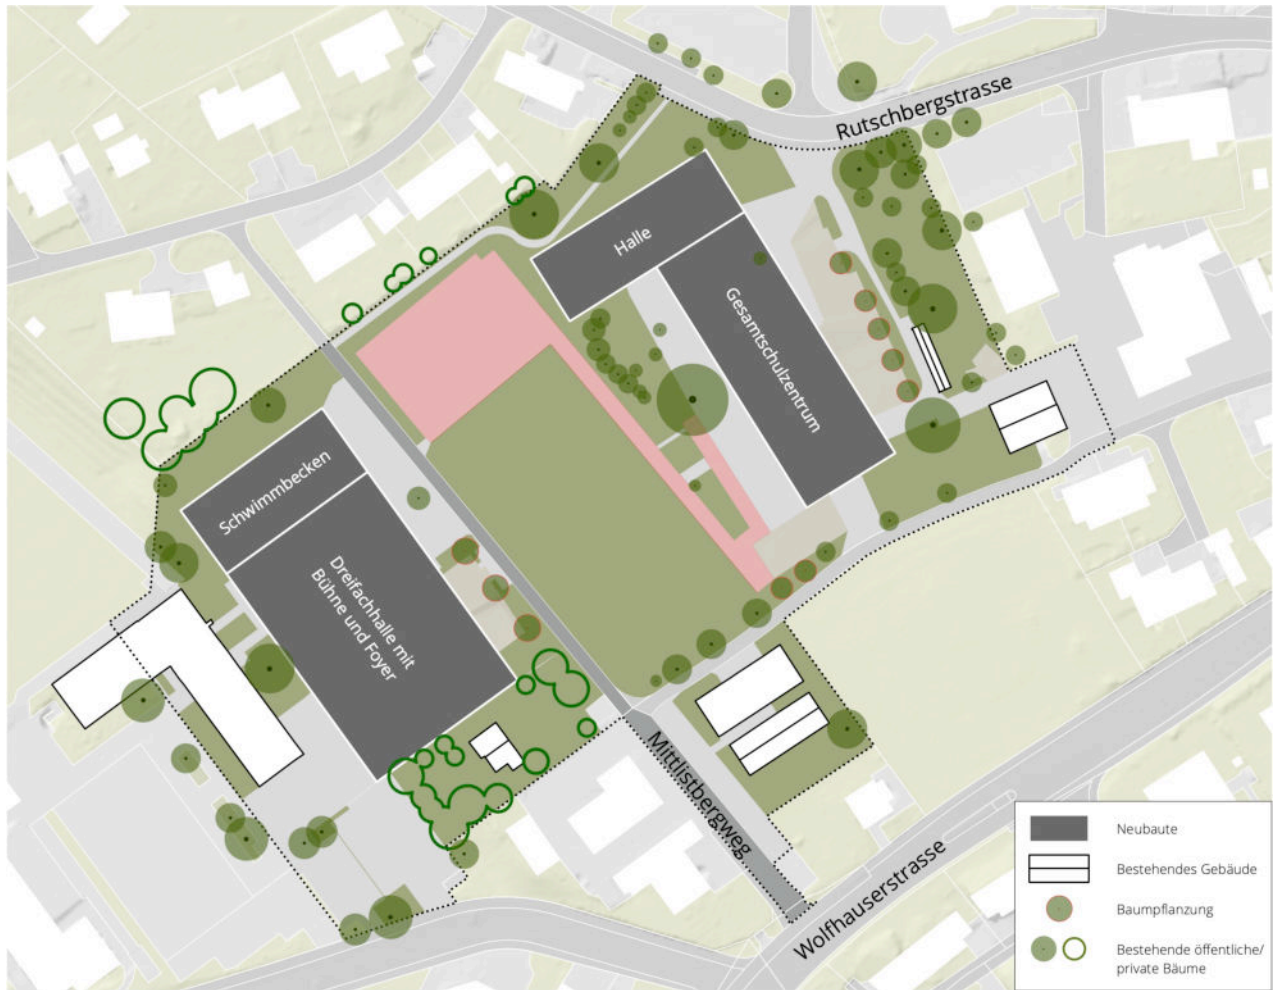 Rutschbergstrasse
Halle
Gesamtschulzentrum
Schwimmbecken
Dreifachhalle mit
Bühne und Foyer
Mittlistbergweg
Wolfhauserstrasse
Neubaute
Bestehendes Gebäude
Baumpflanzung
Bestehende öffentliche/
private Bäume